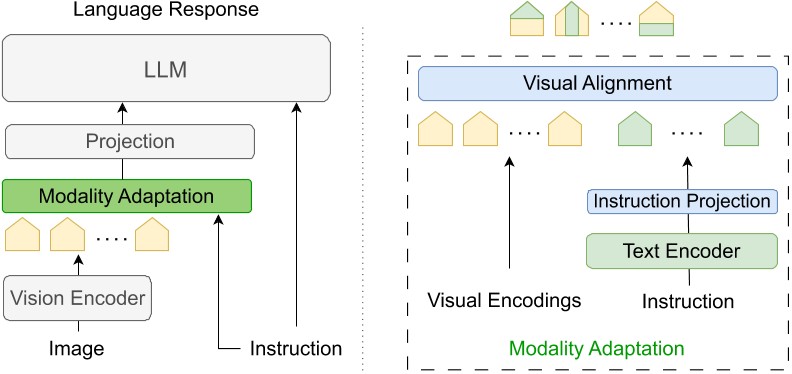 Language Response
LLM
Projection
Modality Adaptation
....
Vision Encoder
Image
Instruction
....
Visual Alignment
....
....
Instruction Projection
Text Encoder
Visual Encodings
Instruction
Modality Adaptation